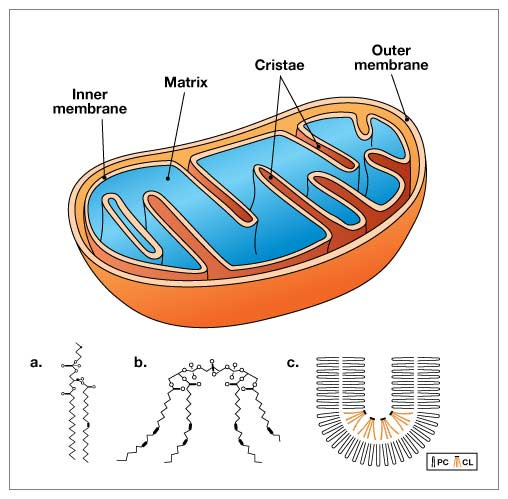 Outer
membrane
Cristae
Matrix
Inner
membrane
a.
b.
c.
PC CL